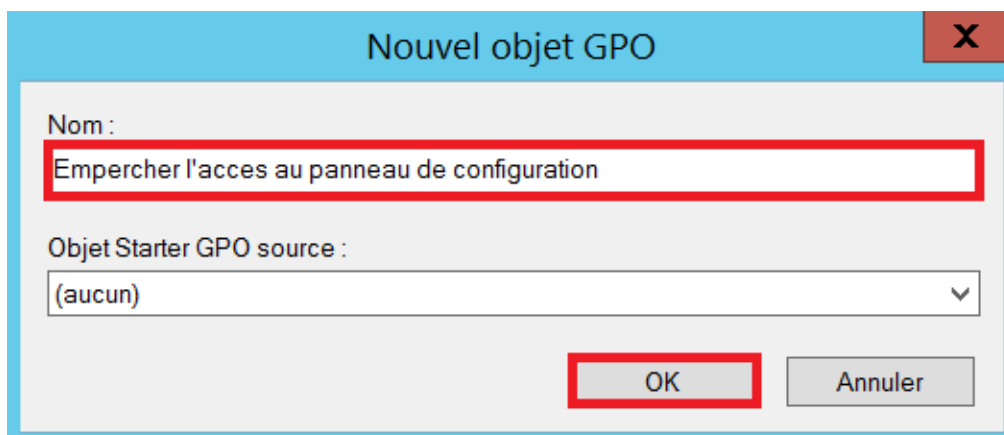 Nouvel objet GPO
X
Nom :
Empercher l'acces au panneau de configuration
Objet Starter GPO source :
(aucun)
OK Annuler